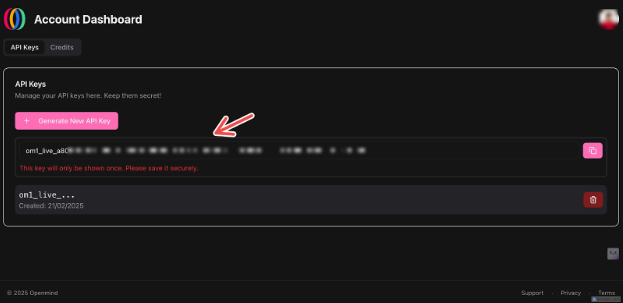 Account Dashboard
API Keys Credits
API Keys
Manage your API keys here. Keep them secret!
+ Generate New API Key
om1_live_a80
This key will only be shown once. Please save it securely.
om1_live_...
Created: 21/02/2025
© 2025 Openmind Support · Privacy · Terms